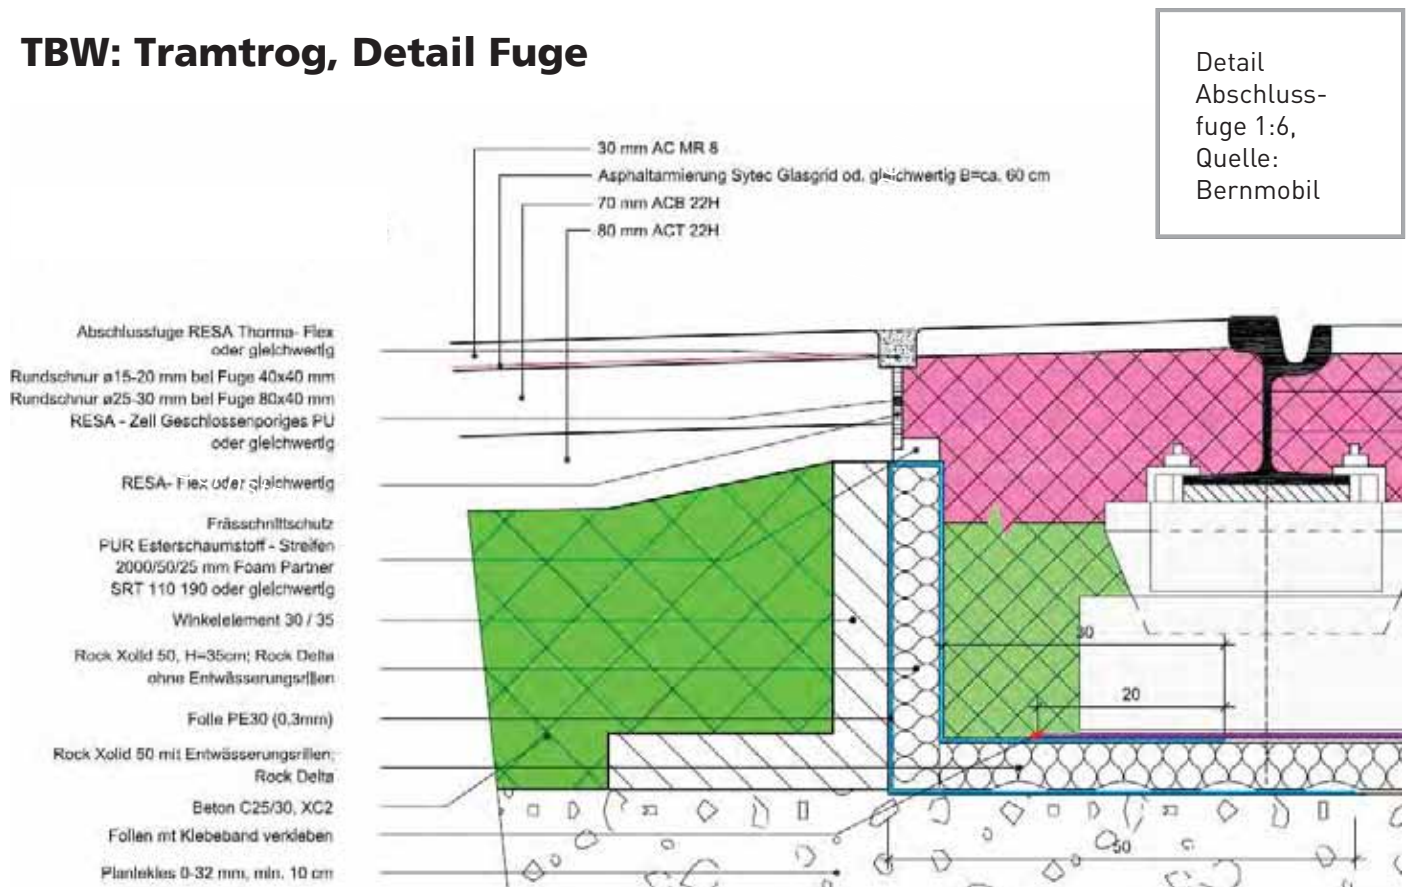 TBW: Tramtrog, Detail Fuge
Detail
Abschluss-
fuge 1:6,
Quelle:
Bernmobil
30 mm AC MR 8
Asphaltarmierung Sytec Glasgrid od. gleichwertig B=ca. 60 cm
70 mm ACB 22H
80 mm ACT 22H
Abschlussfuge RESA Thorma- Flex
oder gleichwertig
Rundschnur ø15-20 mm bei Fuge 40x40 mm
Rundschnur ø25-30 mm bei Fuge 80x40 mm
RESA - Zell Geschlossenporiges PU
oder gleichwertig
RESA- Flex oder gleichwertig
Frässchnittschutz
PUR Esterschaumstoff - Streifen
2000/50/25 mm Foam Partner
SRT 110 190 oder gleichwertig
Winkelelement 30 / 35
Rock Xolid 50, H=35cm; Rock Delta
ohne Entwässerungsrillen
Folie PE30 (0,3mm)
Rock Xolid 50 mit Entwässerungsrillen;
Rock Delta
Beton C25/30, XC2
Folien mt Klebeband verkleben
Planiekies 0-32 mm, min. 10 cm
30
20
50